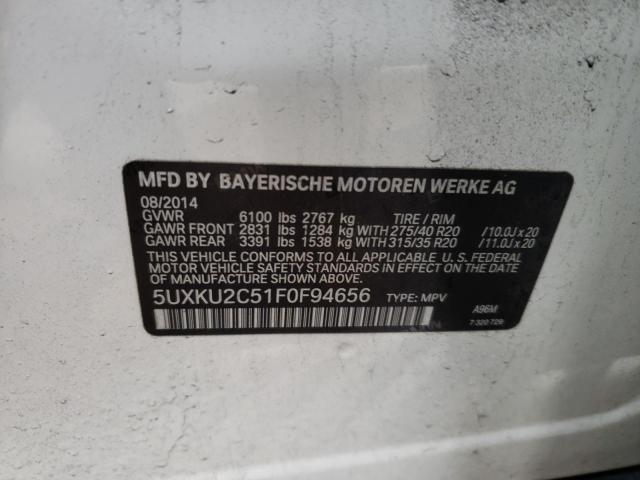 MFD BY BAYERISCHE MOTOREN WERKE AG
08/2014
GVWR 6100 lbs 2767 kg TIRE / RIM
GAWR FRONT 2831 lbs 1284 kg WITH 275/40 R20 /10.0J x 20
GAWR REAR 3391 lbs 1538 kg WITH 315/35 R20 /11.0J x 20
THIS VEHICLE CONFORMS TO ALL APPLICABLE U. S. FEDERAL
MOTOR VEHICLE SAFETY STANDARDS IN EFFECT ON THE DATE
OF MANUFACTURE SHOWN ABOVE.
5UXKU2C51F0F94656 TYPE: MPV
A96M
7 320 729